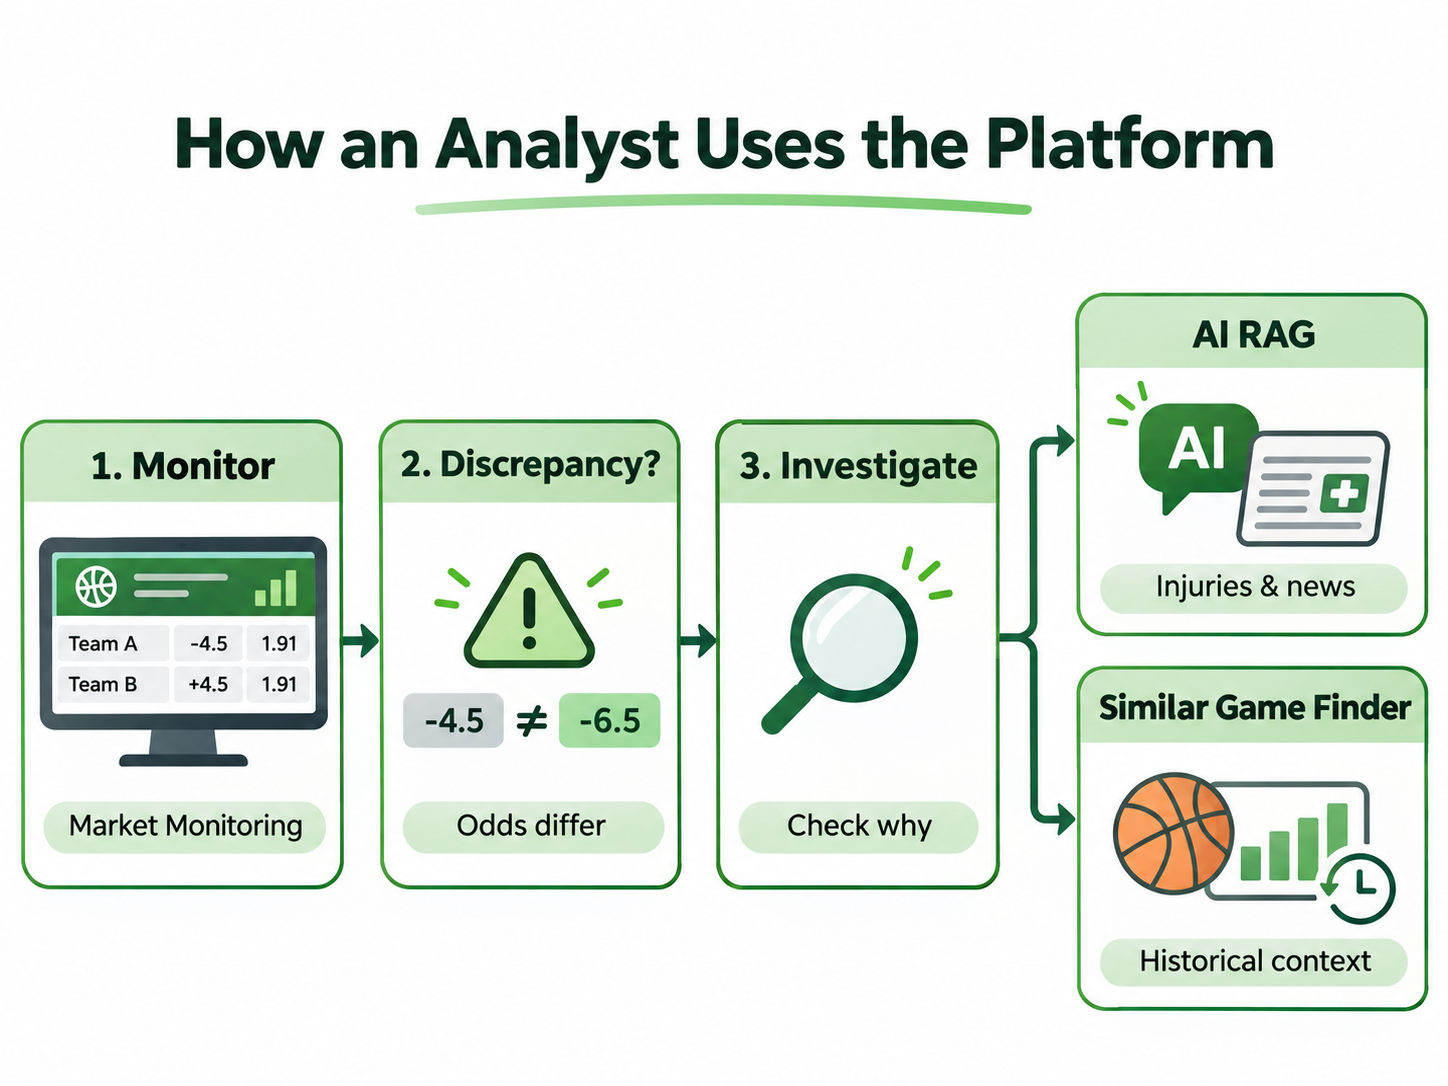 How an Analyst Uses the Platform
1. Monitor
Team A -4.5 1.91
Team B +4.5 1.91
Market Monitoring
2. Discrepancy?
-4.5 ≠ -6.5
Odds differ
3. Investigate
Check why
AI RAG
AI
Injuries & news
Similar Game Finder
Historical context